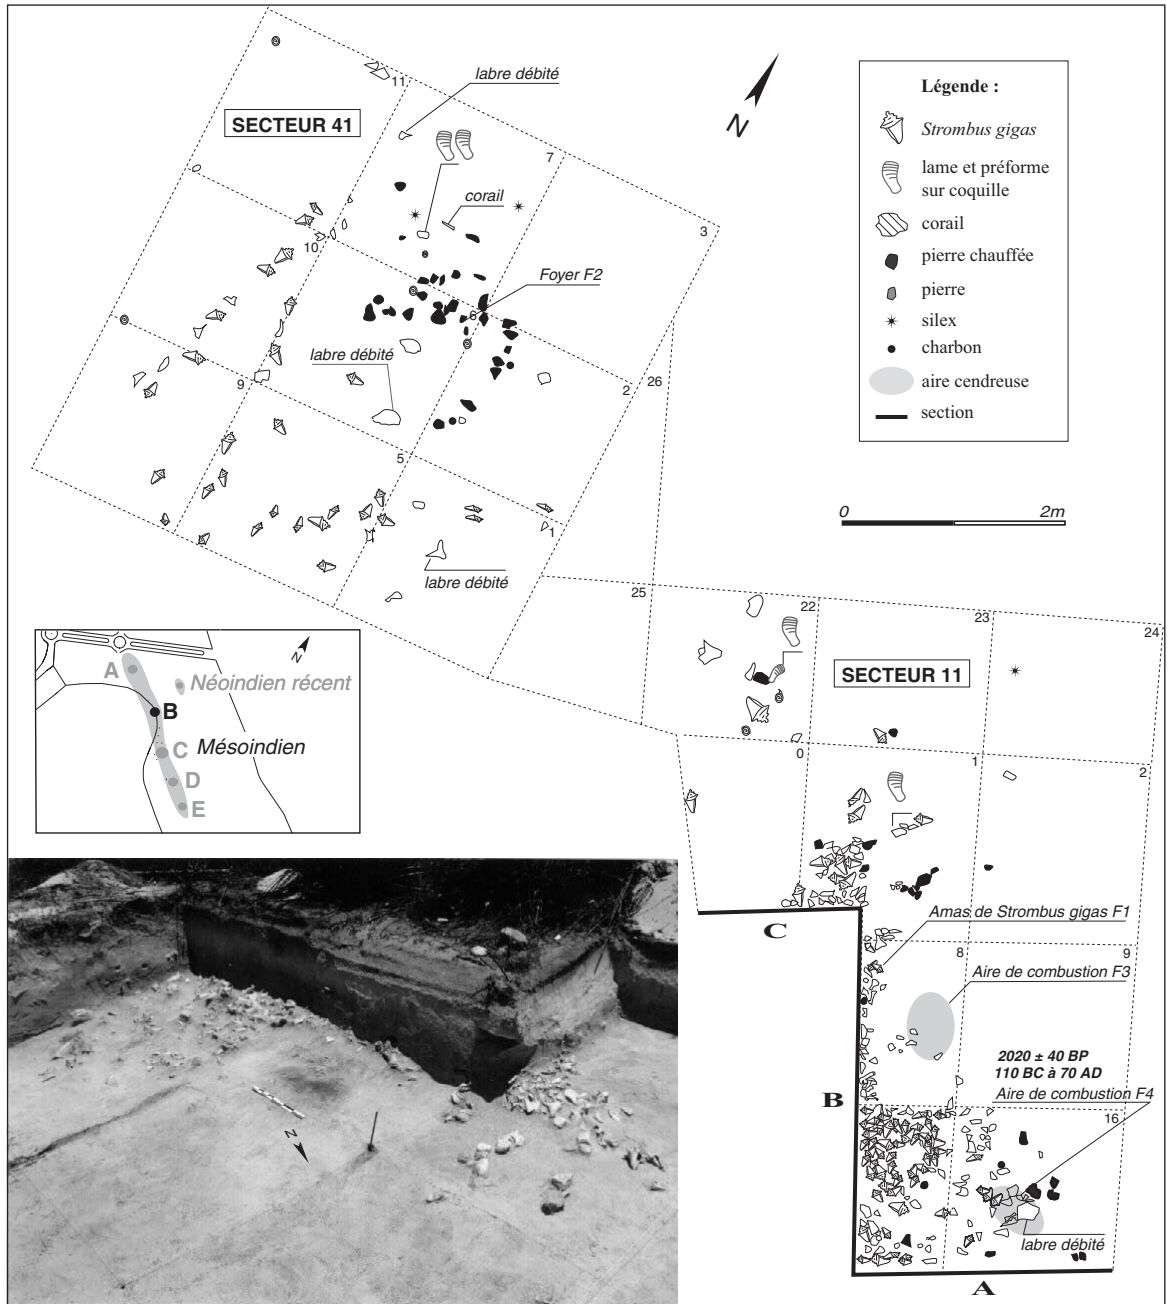 SECTEUR 41
11
labre débité
N
7
3
corail
10
Foyer F2
6
labre débité
9
2
26
5
1
labre débité
Légende :
Strombus gigas
lame et préforme
sur coquille
corail
pierre chauffée
pierre
silex
charbon
aire cendreuse
section
0 2m
25
22
23
24
SECTEUR 11
0
1
2
Amas de Strombus gigas F1
C
8
9
Aire de combustion F3
2020 ± 40 BP
110 BC à 70 AD
Aire de combustion F4
B
16
labre débité
A
N
A
Néoindien récent
B
C
Mésoindien
D
E
N